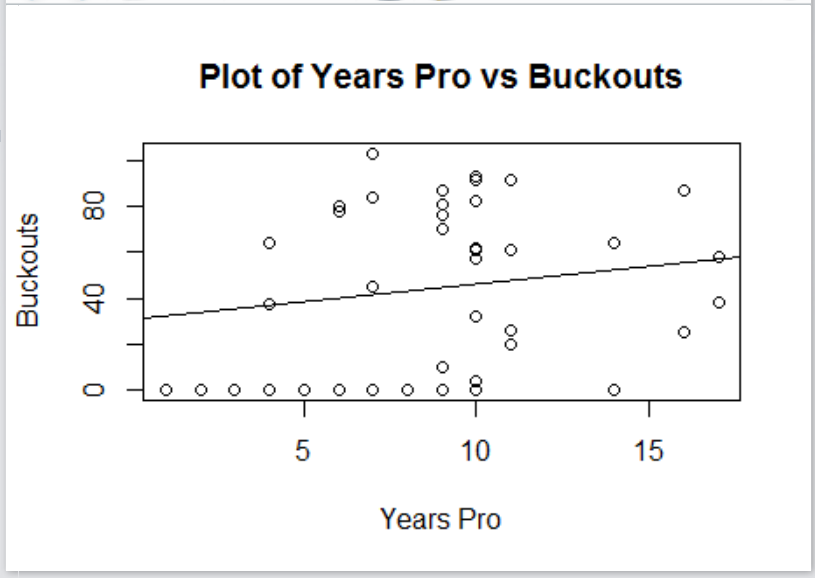 Plot of Years Pro vs Buckouts
Buckouts
80
40
0
5 10 15
Years Pro